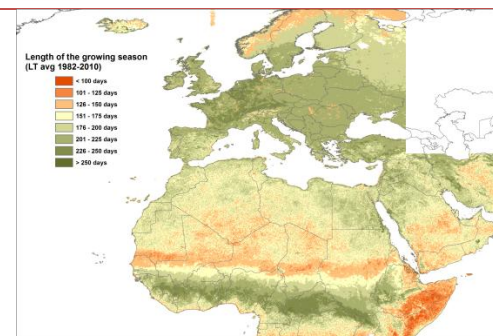 Length of the growing season
(LT avg 1982-2010)
< 100 days
101 - 125 days
126 - 150 days
151 - 175 days
176 - 200 days
201 - 225 days
226 - 250 days
> 250 days